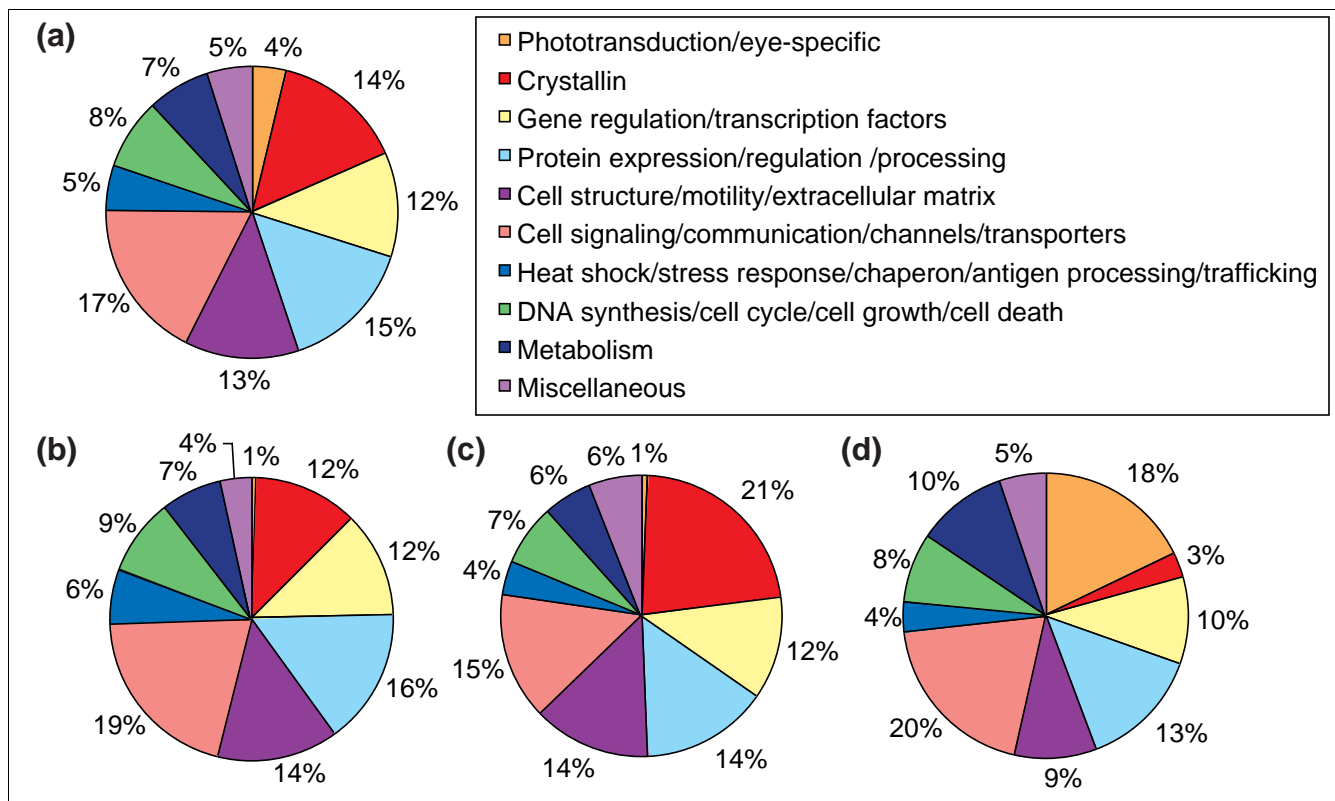 (a)
5%
4%
14%
12%
15%
13%
17%
5%
8%
7%
Phototransduction/eye-specific
Crystallin
Gene regulation/transcription factors
Protein expression/regulation /processing
Cell structure/motility/extracellular matrix
Cell signaling/communication/channels/transporters
Heat shock/stress response/chaperon/antigen processing/trafficking
DNA synthesis/cell cycle/cell growth/cell death
Metabolism
Miscellaneous
(b)
4%
1%
12%
12%
16%
14%
19%
6%
9%
7%
(c)
6%
1%
21%
12%
14%
14%
15%
4%
7%
6%
(d)
5%
18%
3%
10%
13%
9%
20%
4%
8%
10%